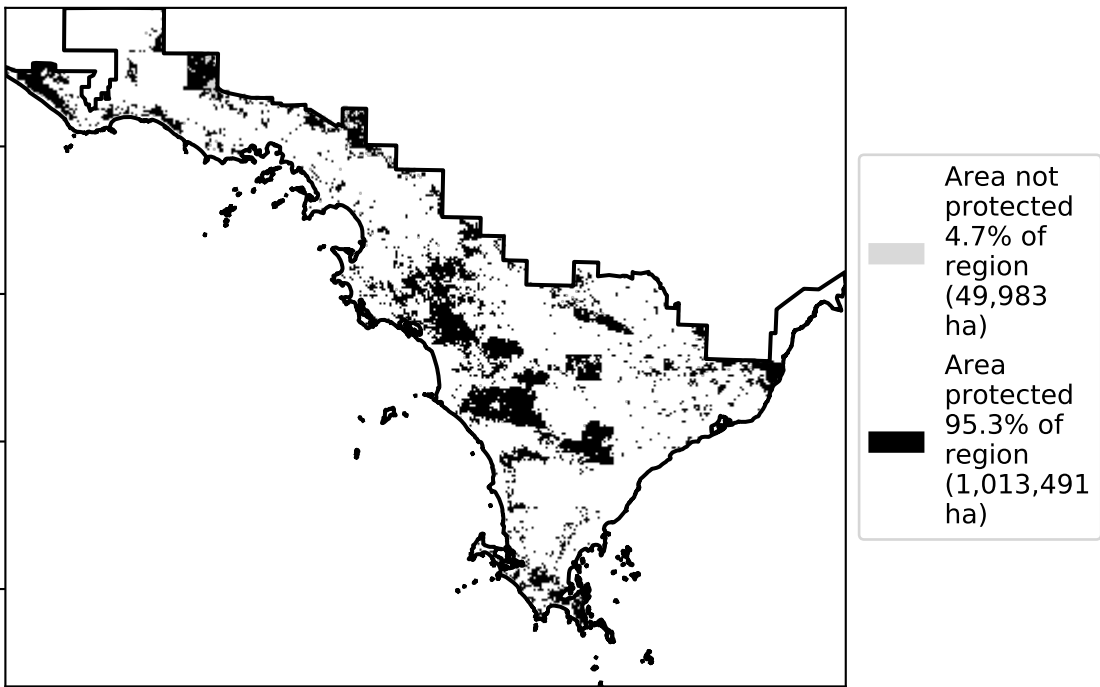 Area not
protected
4.7% of
region
(49,983
ha)
Area
protected
95.3% of
region
(1,013,491
ha)